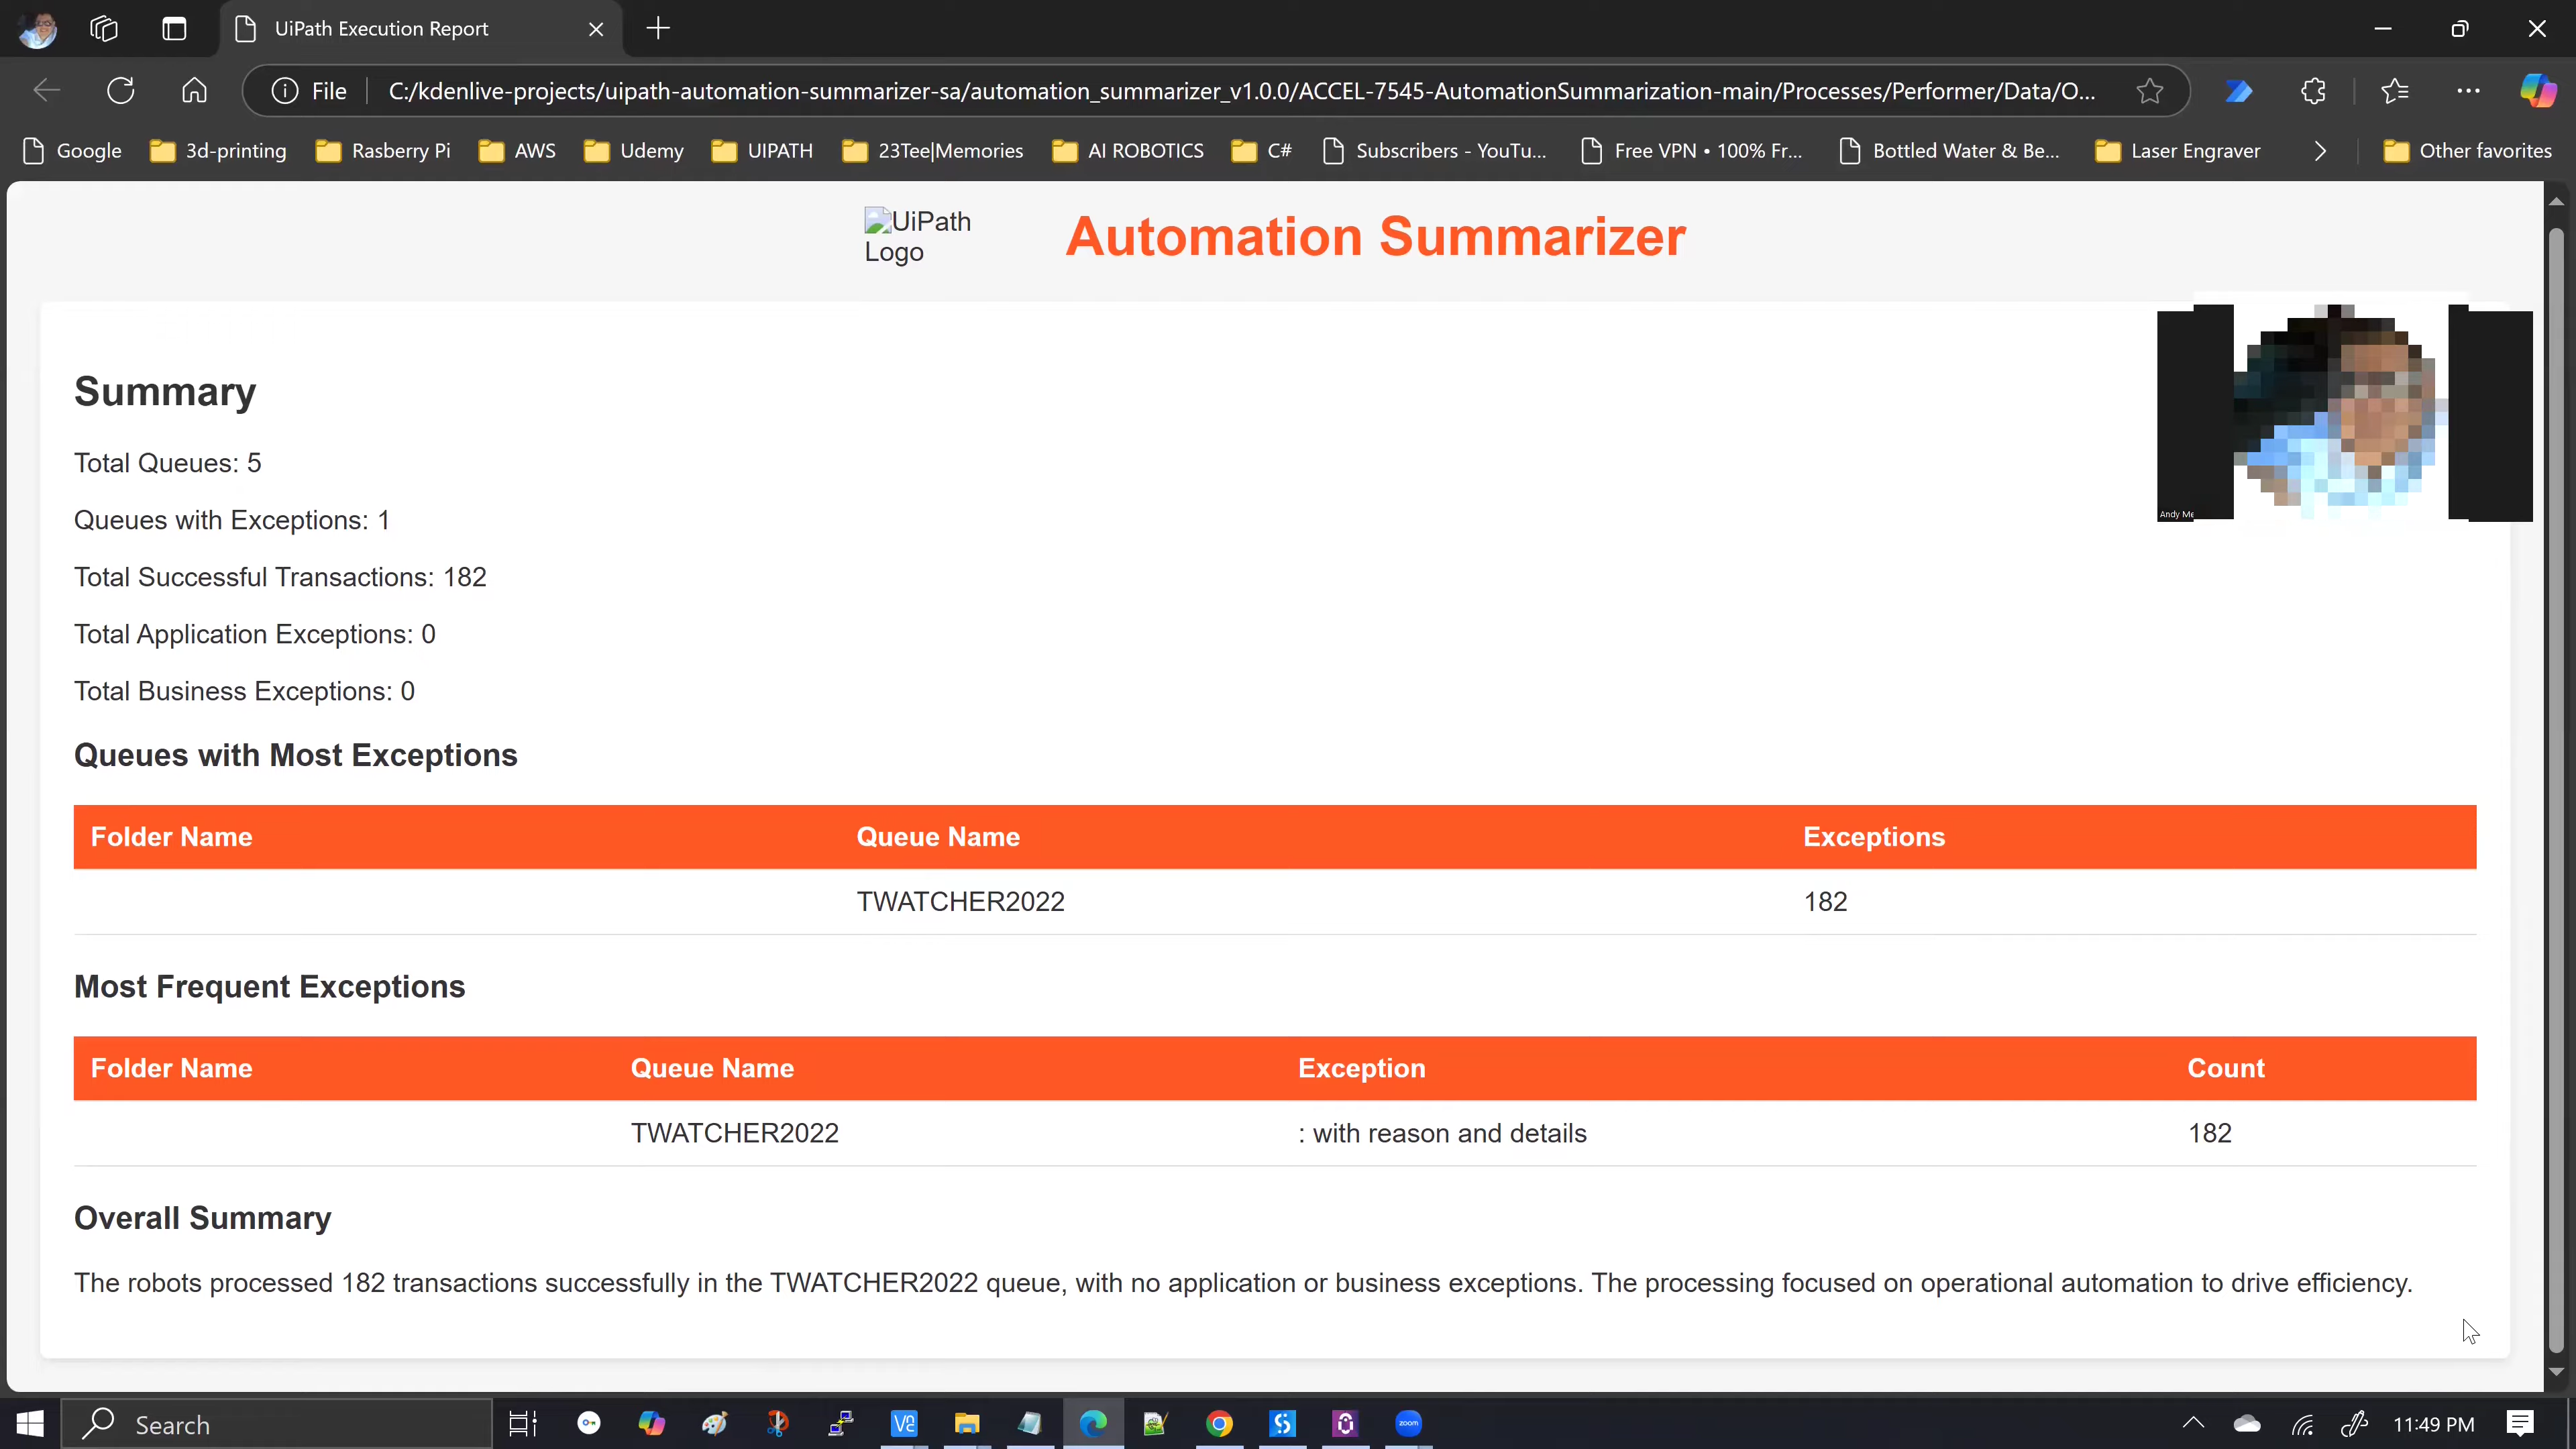 UiPath Execution Report
File
C:/kdenlive-projects/uipath-automation-summarizer-sa/automation_summarizer_v1.0.0/ACCEL-7545-AutomationSummarization-main/Processes/Performer/Data/O...
Google 3d-printing Rasberry Pi AWS Udemy UIPATH 23Tee|Memories AI ROBOTICS C# Subscribers - YouTu... Free VPN • 100% Fr... Bottled Water & Be... Laser Engraver Other favorites
UiPath
Logo
Automation Summarizer
Andy Me
Summary
Total Queues: 5
Queues with Exceptions: 1
Total Successful Transactions: 182
Total Application Exceptions: 0
Total Business Exceptions: 0
Queues with Most Exceptions
Folder Name Queue Name Exceptions
TWATCHER2022 182
Most Frequent Exceptions
Folder Name Queue Name Exception Count
TWATCHER2022 : with reason and details 182
Overall Summary
The robots processed 182 transactions successfully in the TWATCHER2022 queue, with no application or business exceptions. The processing focused on operational automation to drive efficiency.
Search
zoom
11:49 PM